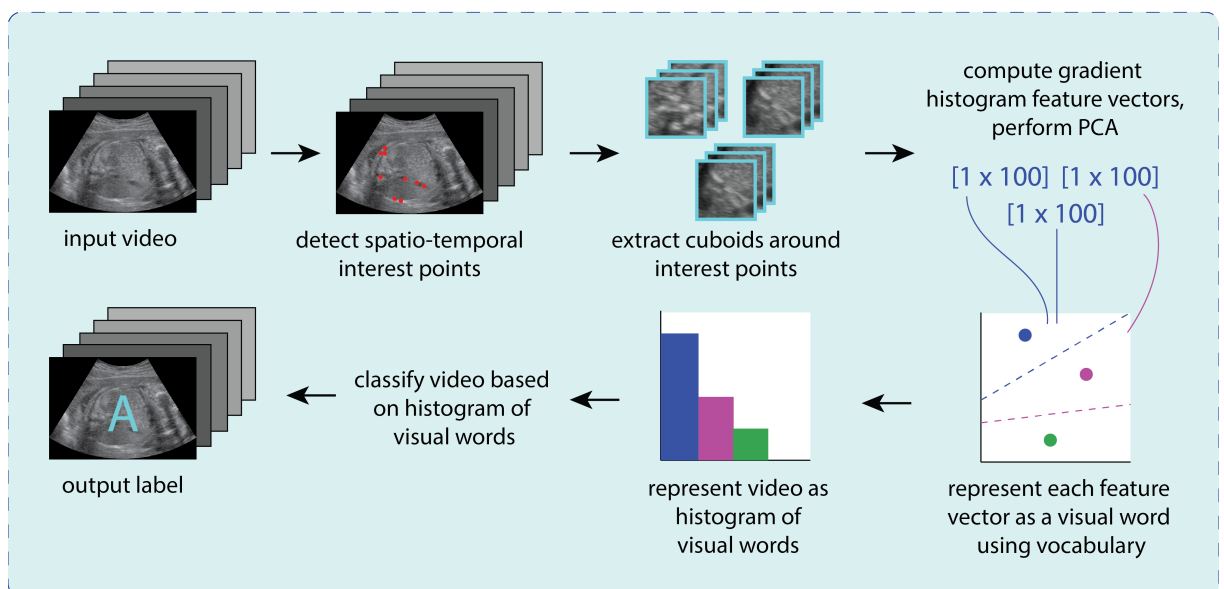 input video
detect spatio-temporal
interest points
extract cuboids around
interest points
compute gradient
histogram feature vectors,
perform PCA
[1 x 100] [1 x 100]
[1 x 100]
represent each feature
vector as a visual word
using vocabulary
represent video as
histogram of
visual words
classify video based
on histogram of
visual words
A
output label